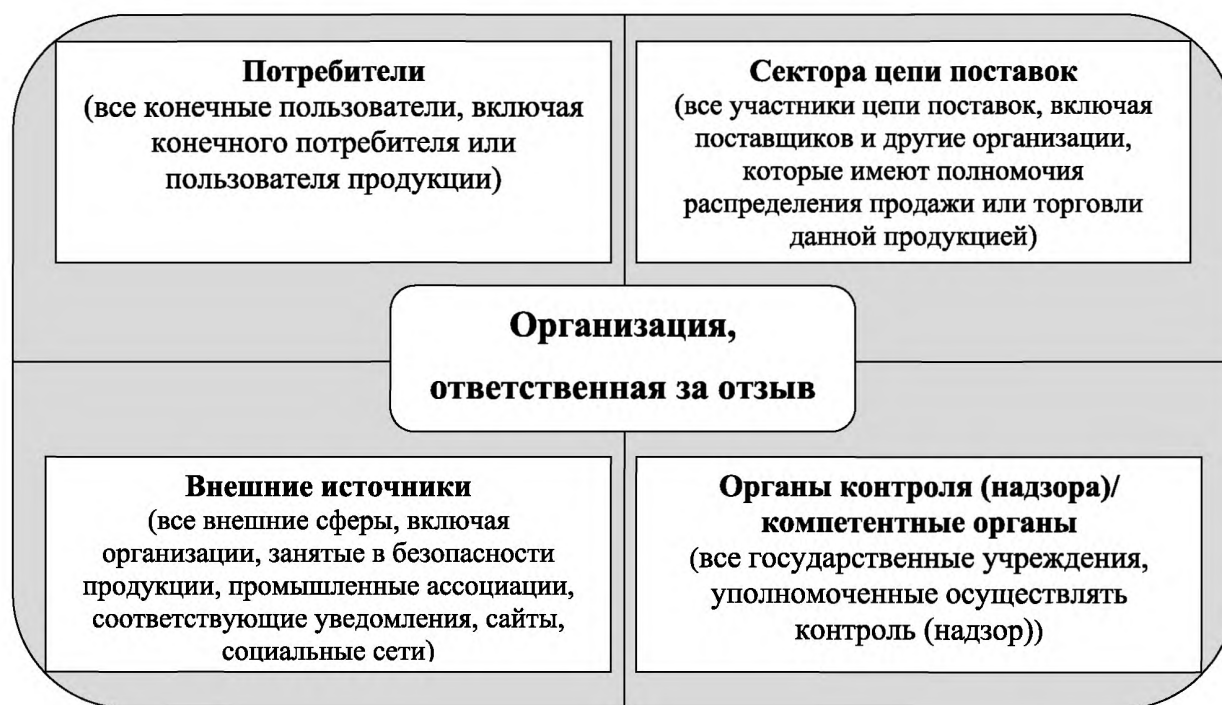 Потребители
(все конечные пользователи, включая
конечного потребителя или
пользователя продукции)
Сектора цепи поставок
(все участники цепи поставок, включая
поставщиков и другие организации,
которые имеют полномочия
распределения продажи или торговли
данной продукцией)
Организация,
ответственная за отзыв
Внешние источники
(все внешние сферы, включая
организации, занятые в безопасности
продукции, промышленные ассоциации,
соответствующие уведомления, сайты,
социальные сети)
Органы контроля (надзора)/
компетентные органы
(все государственные учреждения,
уполномоченные осуществлять
контроль (надзор))